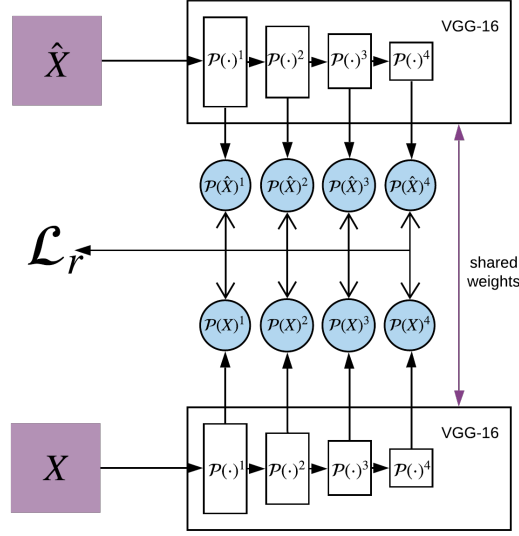 VGG-16
X̂
𝒫(·)¹ 𝒫(·)² 𝒫(·)³ 𝒫(·)⁴
𝒫(X̂)¹ 𝒫(X̂)² 𝒫(X̂)³ 𝒫(X̂)⁴
ℒᵣ
shared
weights
𝒫(X)¹ 𝒫(X)² 𝒫(X)³ 𝒫(X)⁴
VGG-16
X
𝒫(·)¹ 𝒫(·)² 𝒫(·)³ 𝒫(·)⁴